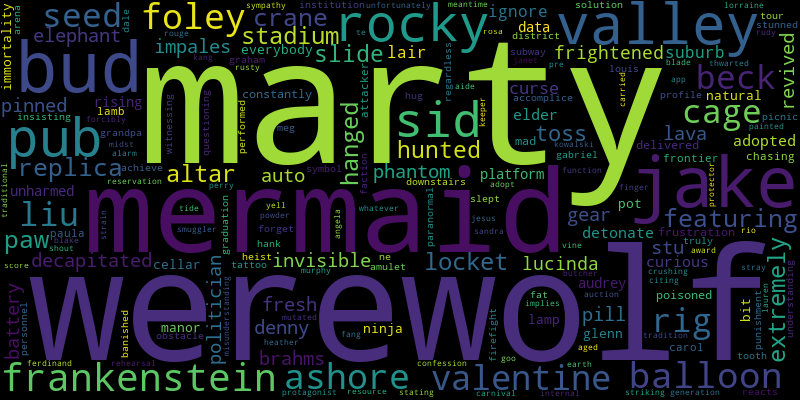 sympathy institution unfortunately meantime solution lorraine
arena dale seed foley crane rocky ignore valley tour
rouge te rosa data district stunned rudy
immortality elephant stadium everybody slide regardless subway janet louis thwarted
bud impales lair kang graham frightened suburb blade revived
pinned rising constantly rusty attacked hug aide pre app profile beck
marty
insisting lamb witnessing questioning performed meg hanged sid keeper curse accomplice carried natural picnic painted
grandpa forcibly midst alarm pub hunted mad elder toss lava cage adopted
achieve symbol kowalski gabriel delivered chasing
replica altar auto phantom platform frontier
traditional unharmed reservation faction downstairs adopt function protector jake
perry slept finger
mermaid
paw liu tide powder yell graduation strain whatever paranormal jesus sandra gear pot featuring
paula blake shout smuggler forget angela vine detonate frustration rio
score hank murphy stu truly award
decapitated cellar tattoo heist invisible ne amulet locket lucinda curious crushing citing stray
battery personnel politician misunderstanding butcher fat implies audrey auction poisoned lauren understanding extremely
werewolf
banished manor fresh mutated fang ninja lamp pill rig bit punishment
obstacle denny firefight glenn carol tradition tooth
heather brahms goo aged earth
ferdinand rehearsal confession
frankenstein ashore valentine balloon
protagonist resource stating carnival internal striking generation reacts